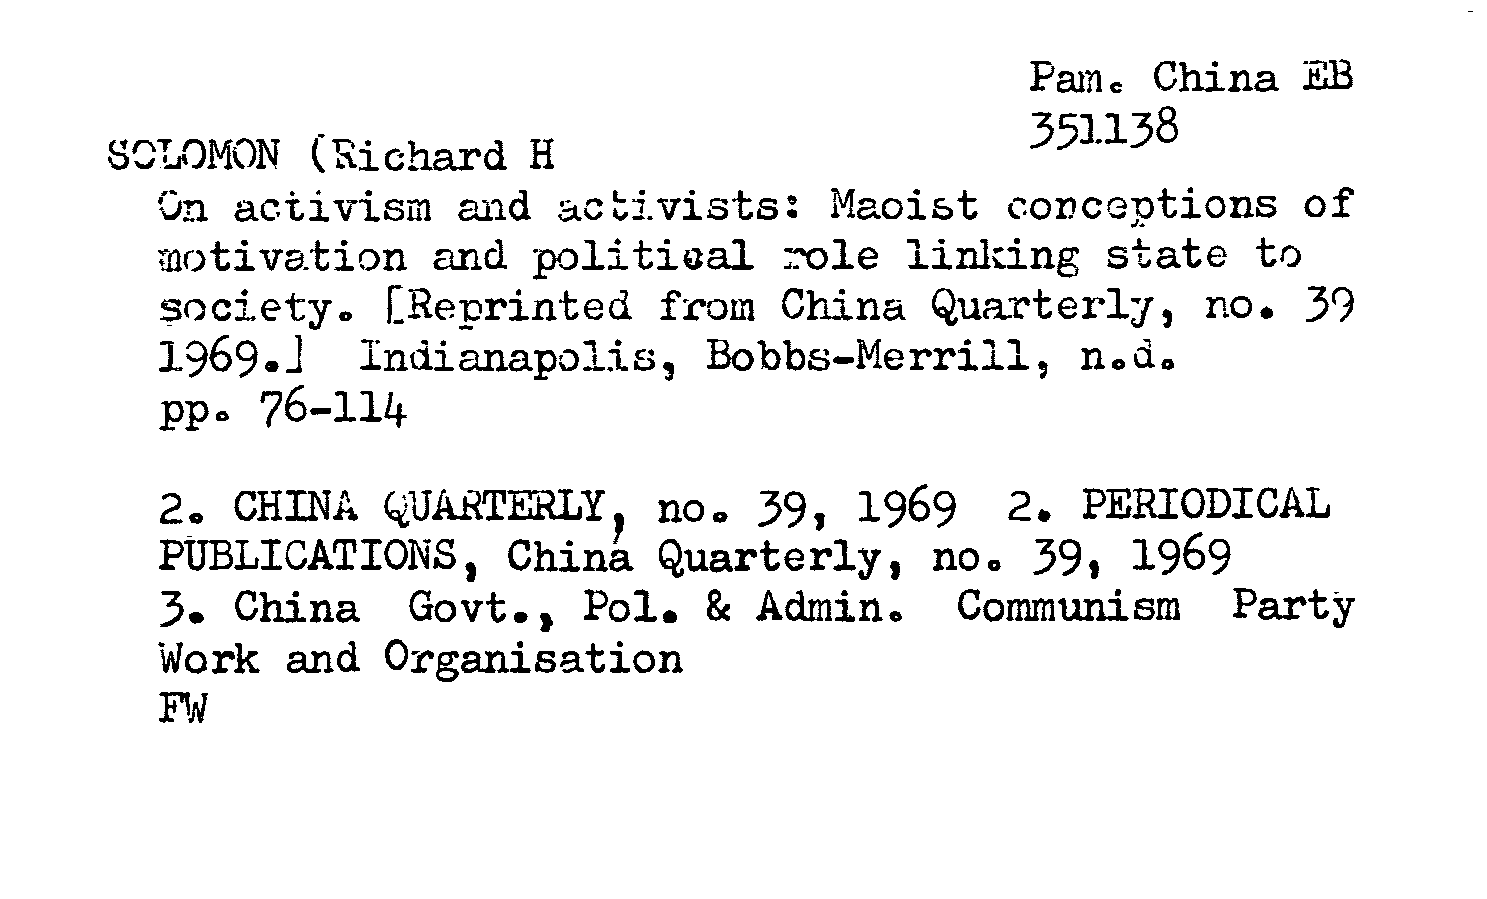 Pam. China EB
351138
SOLOMON (Richard H
On activism and activists: Maoist conceptions of
motivation and political role linking state to
society. [Reprinted from China Quarterly, no. 39
1969.] Indianapolis, Bobbs-Merrill, n.d.
pp. 76-114
2. CHINA QUARTERLY, no. 39, 1969 2. PERIODICAL
PUBLICATIONS, China Quarterly, no. 39, 1969
3. China Govt., Pol. & Admin. Communism Party
Work and Organisation
FW